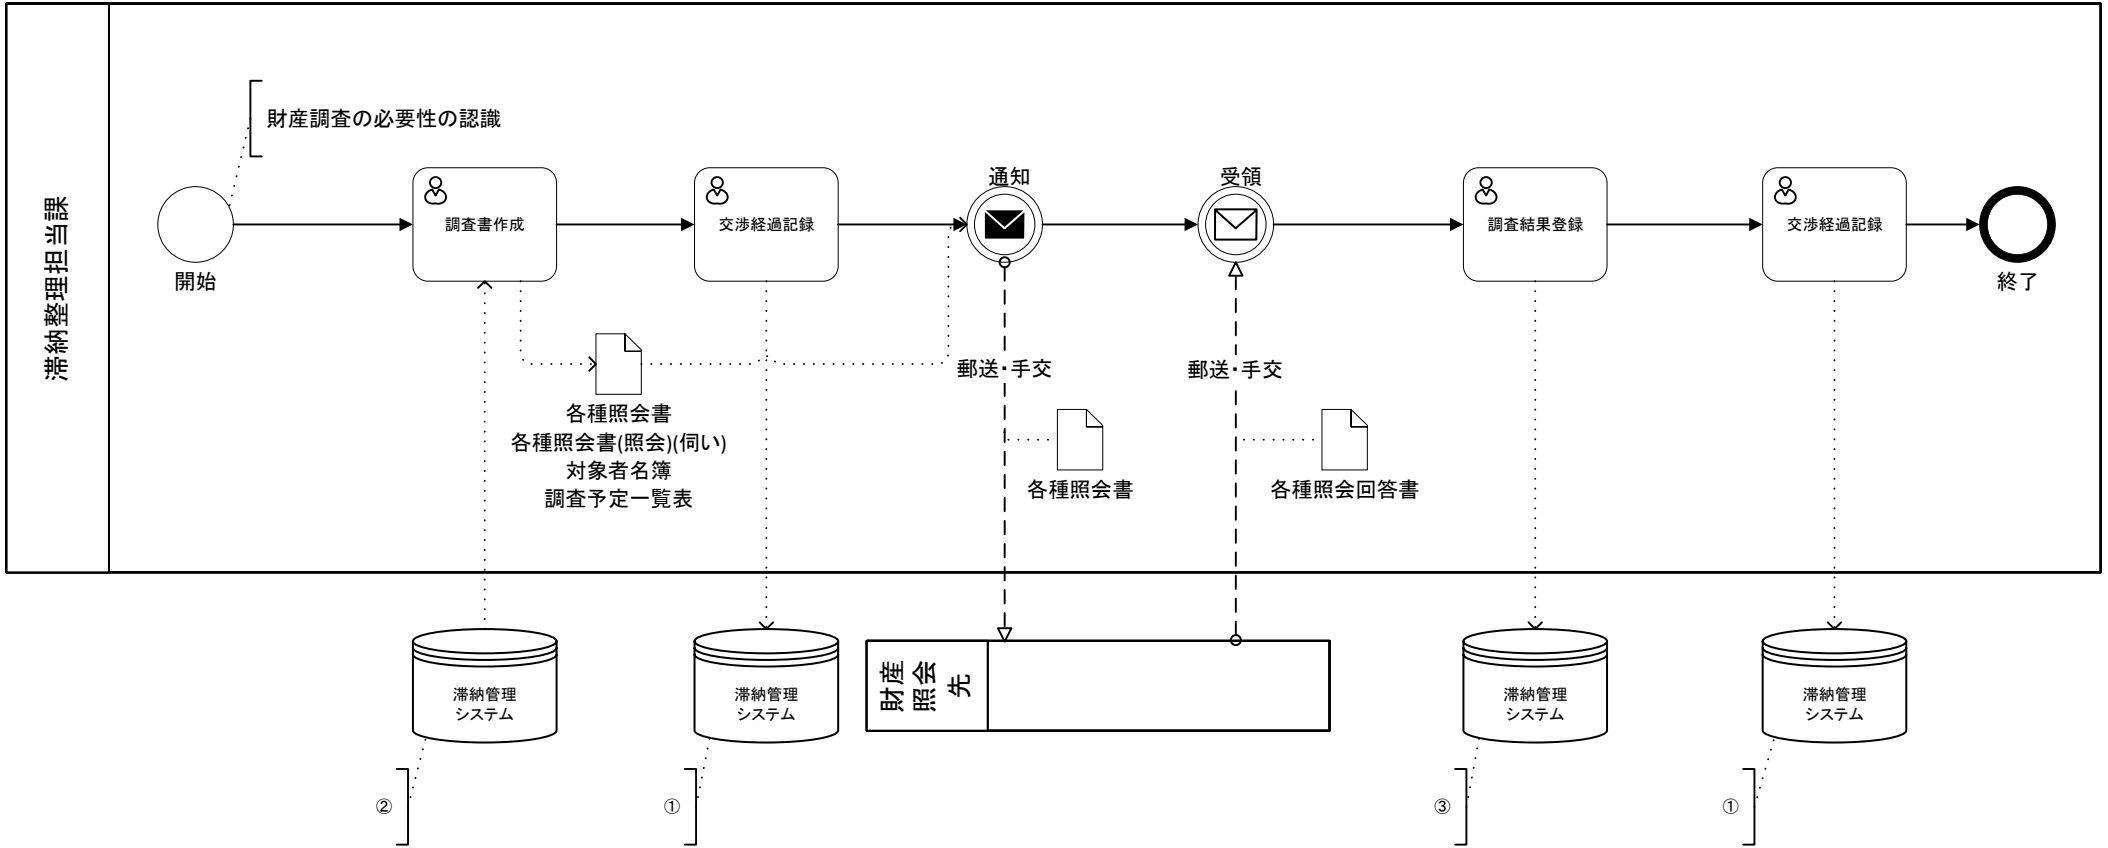 滞納整理担当課
財産調査の必要性の認識
開始
調査書作成
交渉経過記録
通知
受領
調査結果登録
交渉経過記録
終了
各種照会書
各種照会書(照会)(伺い)
対象者名簿
調査予定一覧表
郵送・手交
各種照会書
郵送・手交
各種照会回答書
滞納管理
システム
滞納管理
システム
財産
照会
先
滞納管理
システム
滞納管理
システム
②
①
③
①